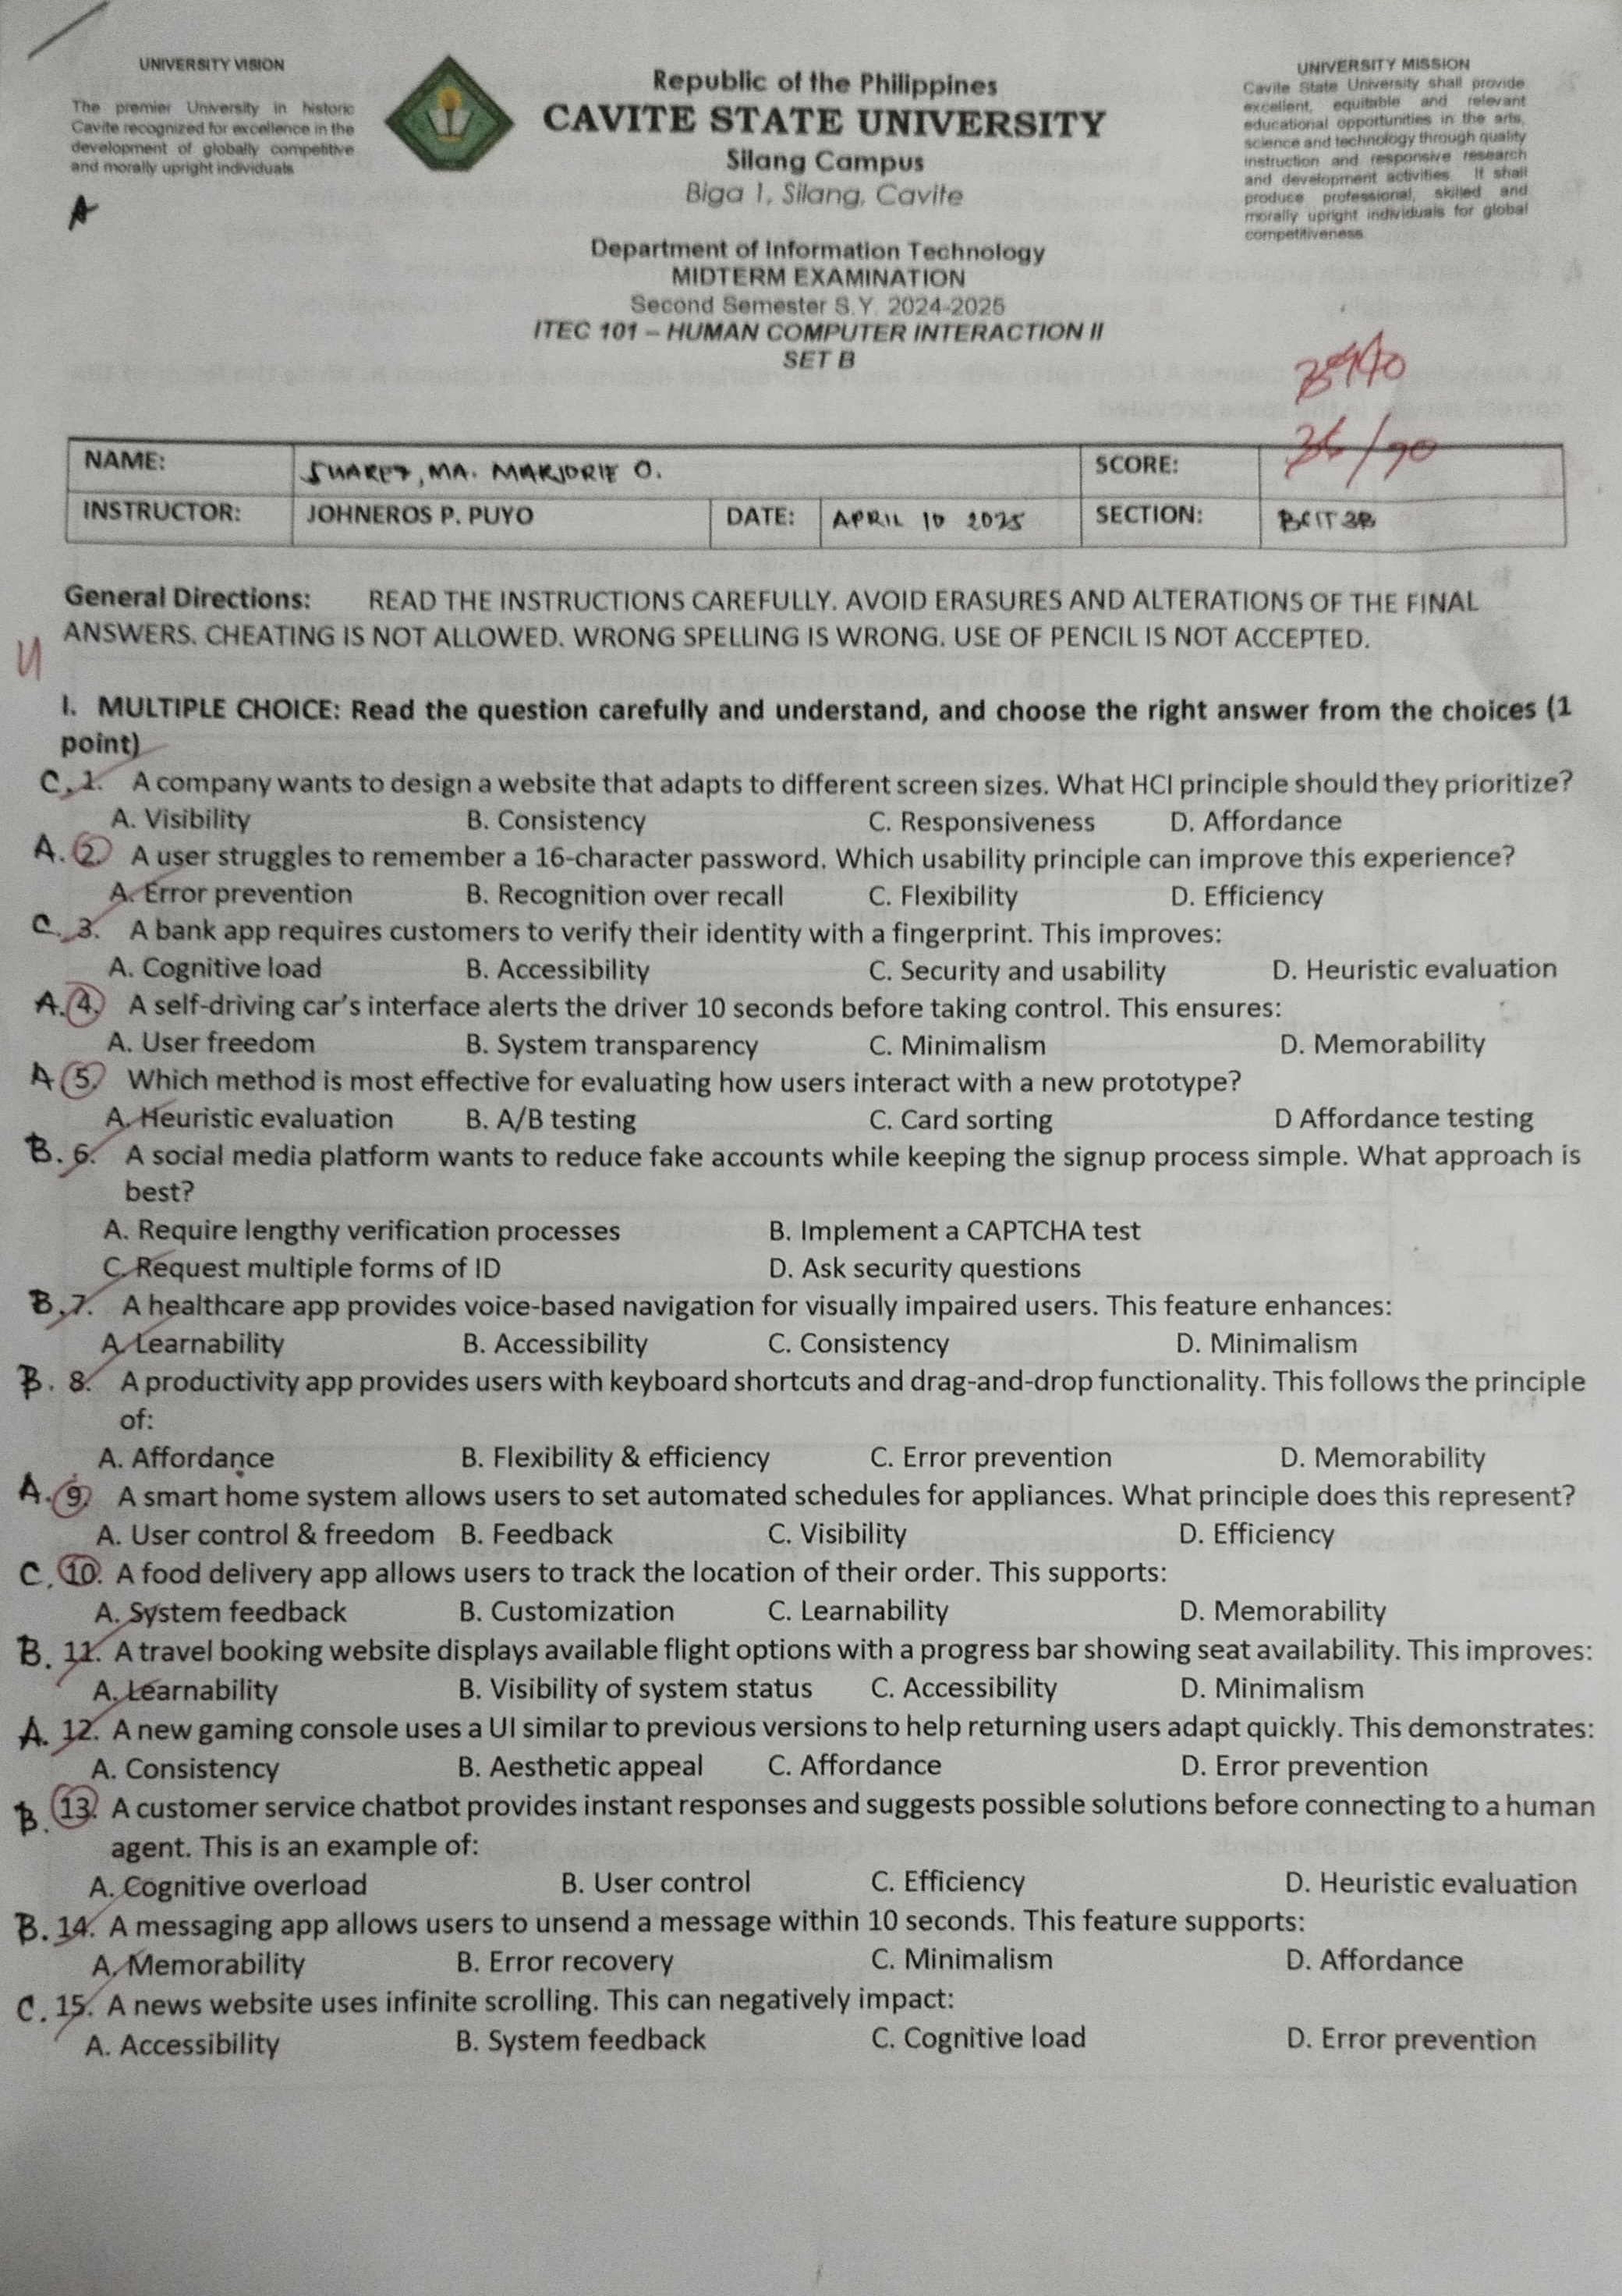 UNIVERSITY VISION
The premier University in historic
Cavite recognized for excellence in the
development of globally competitive
and morally upright individuals
A
Republic of the Philippines
CAVITE STATE UNIVERSITY
Silang Campus
Biga 1, Silang, Cavite
UNIVERSITY MISSION
Cavite State University shall provide
excellent, equitable and relevant
educational opportunities in the arts,
science and technology through quality
instruction and responsive research
and development activities. It shall
produce professional, skilled and
morally upright individuals for global
competitiveness.
Department of Information Technology
MIDTERM EXAMINATION
Second Semester S.Y. 2024-2025
ITEC 101 – HUMAN COMPUTER INTERACTION II
SET B
36/90
NAME: SUAREZ, MA. MARJORIE O. SCORE:
INSTRUCTOR: JOHNEROS P. PUYO DATE: APRIL 10 2025 SECTION: BSIT 3B
General Directions: READ THE INSTRUCTIONS CAREFULLY. AVOID ERASURES AND ALTERATIONS OF THE FINAL
ANSWERS. CHEATING IS NOT ALLOWED. WRONG SPELLING IS WRONG. USE OF PENCIL IS NOT ACCEPTED.
I. MULTIPLE CHOICE: Read the question carefully and understand, and choose the right answer from the choices (1
point)
C. 1. A company wants to design a website that adapts to different screen sizes. What HCI principle should they prioritize?
A. Visibility B. Consistency C. Responsiveness D. Affordance
A. 2. A user struggles to remember a 16-character password. Which usability principle can improve this experience?
A. Error prevention B. Recognition over recall C. Flexibility D. Efficiency
C. 3. A bank app requires customers to verify their identity with a fingerprint. This improves:
A. Cognitive load B. Accessibility C. Security and usability D. Heuristic evaluation
A. 4. A self-driving car's interface alerts the driver 10 seconds before taking control. This ensures:
A. User freedom B. System transparency C. Minimalism D. Memorability
A 5. Which method is most effective for evaluating how users interact with a new prototype?
A. Heuristic evaluation B. A/B testing C. Card sorting D Affordance testing
B. 6. A social media platform wants to reduce fake accounts while keeping the signup process simple. What approach is
best?
A. Require lengthy verification processes B. Implement a CAPTCHA test
C. Request multiple forms of ID D. Ask security questions
B. 7. A healthcare app provides voice-based navigation for visually impaired users. This feature enhances:
A. Learnability B. Accessibility C. Consistency D. Minimalism
B. 8. A productivity app provides users with keyboard shortcuts and drag-and-drop functionality. This follows the principle
of:
A. Affordance B. Flexibility & efficiency C. Error prevention D. Memorability
A. 9. A smart home system allows users to set automated schedules for appliances. What principle does this represent?
A. User control & freedom B. Feedback C. Visibility D. Efficiency
C. 10. A food delivery app allows users to track the location of their order. This supports:
A. System feedback B. Customization C. Learnability D. Memorability
B. 11. A travel booking website displays available flight options with a progress bar showing seat availability. This improves:
A. Learnability B. Visibility of system status C. Accessibility D. Minimalism
A. 12. A new gaming console uses a UI similar to previous versions to help returning users adapt quickly. This demonstrates:
A. Consistency B. Aesthetic appeal C. Affordance D. Error prevention
B. 13. A customer service chatbot provides instant responses and suggests possible solutions before connecting to a human
agent. This is an example of:
A. Cognitive overload B. User control C. Efficiency D. Heuristic evaluation
B. 14. A messaging app allows users to unsend a message within 10 seconds. This feature supports:
A. Memorability B. Error recovery C. Minimalism D. Affordance
C. 15. A news website uses infinite scrolling. This can negatively impact:
A. Accessibility B. System feedback C. Cognitive load D. Error prevention